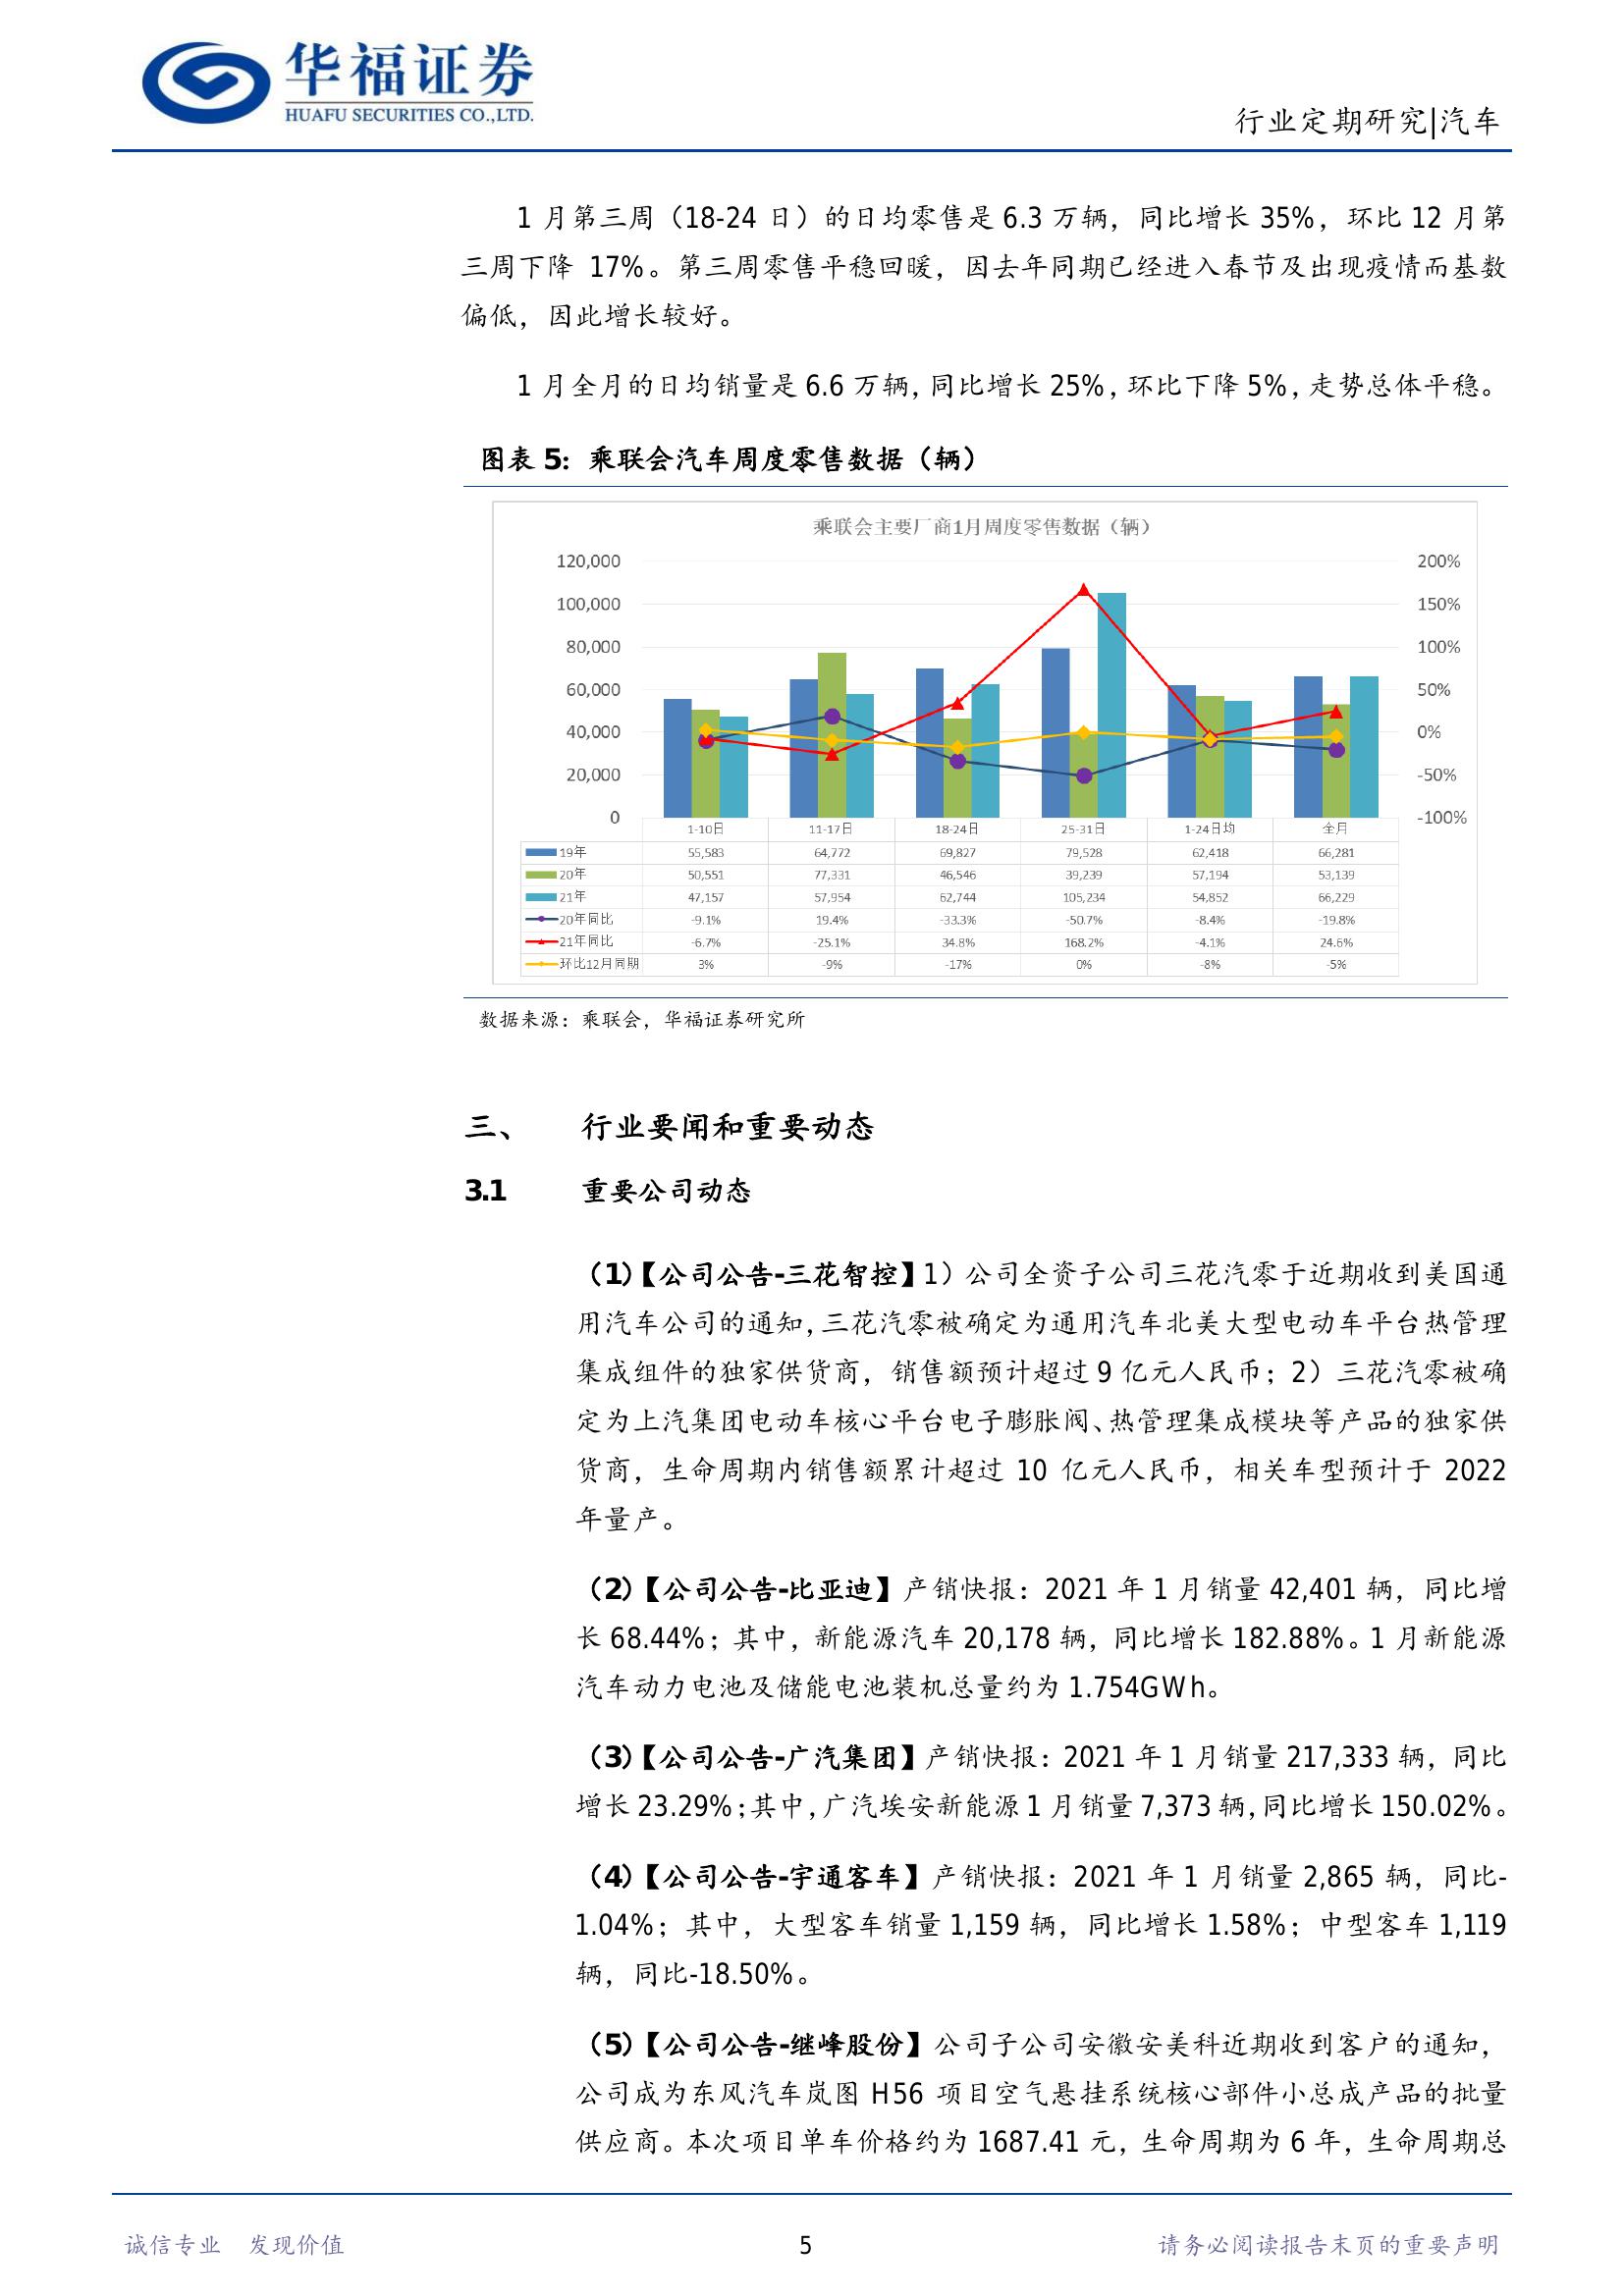 华福证券
HUAFU SECURITIES CO.,LTD.
行业定期研究|汽车
1 月第三周（18-24 日）的日均零售是 6.3 万辆，同比增长 35%，环比 12 月第
三周下降 17%。第三周零售平稳回暖，因去年同期已经进入春节及出现疫情而基数
偏低，因此增长较好。
1 月全月的日均销量是 6.6 万辆，同比增长 25%，环比下降 5%，走势总体平稳。
图表 5：乘联会汽车周度零售数据（辆）
乘联会主要厂商1月周度零售数据（辆）
120,000 200%
100,000 150%
80,000 100%
60,000 50%
40,000 0%
20,000 -50%
0 -100%
1-10日 11-17日 18-24日 25-31日 1-24日均 全月
19年 55,583 64,772 69,827 79,528 62,418 66,281
20年 50,551 77,331 46,546 39,239 57,194 53,139
21年 47,157 57,954 62,744 105,234 54,852 66,229
20年同比 -9.1% 19.4% -33.3% -50.7% -8.4% -19.8%
21年同比 -6.7% -25.1% 34.8% 168.2% -4.1% 24.6%
环比12月同期 3% -9% -17% 0% -8% -5%
数据来源：乘联会，华福证券研究所
三、 行业要闻和重要动态
3.1 重要公司动态
（1）【公司公告-三花智控】1）公司全资子公司三花汽零于近期收到美国通
用汽车公司的通知，三花汽零被确定为通用汽车北美大型电动车平台热管理
集成组件的独家供货商，销售额预计超过 9 亿元人民币；2）三花汽零被确
定为上汽集团电动车核心平台电子膨胀阀、热管理集成模块等产品的独家供
货商，生命周期内销售额累计超过 10 亿元人民币，相关车型预计于 2022
年量产。
（2）【公司公告-比亚迪】产销快报：2021 年 1 月销量 42,401 辆，同比增
长 68.44%；其中，新能源汽车 20,178 辆，同比增长 182.88%。1 月新能源
汽车动力电池及储能电池装机总量约为 1.754GWh。
（3）【公司公告-广汽集团】产销快报：2021 年 1 月销量 217,333 辆，同比
增长 23.29%；其中，广汽埃安新能源 1 月销量 7,373 辆，同比增长 150.02%。
（4）【公司公告-宇通客车】产销快报：2021 年 1 月销量 2,865 辆，同比-
1.04%；其中，大型客车销量 1,159 辆，同比增长 1.58%；中型客车 1,119
辆，同比-18.50%。
（5）【公司公告-继峰股份】公司子公司安徽安美科近期收到客户的通知，
公司成为东风汽车岚图 H56 项目空气悬挂系统核心部件小总成产品的批量
供应商。本次项目单车价格约为 1687.41 元，生命周期为 6 年，生命周期总
诚信专业 发现价值 5 请务必阅读报告末页的重要声明